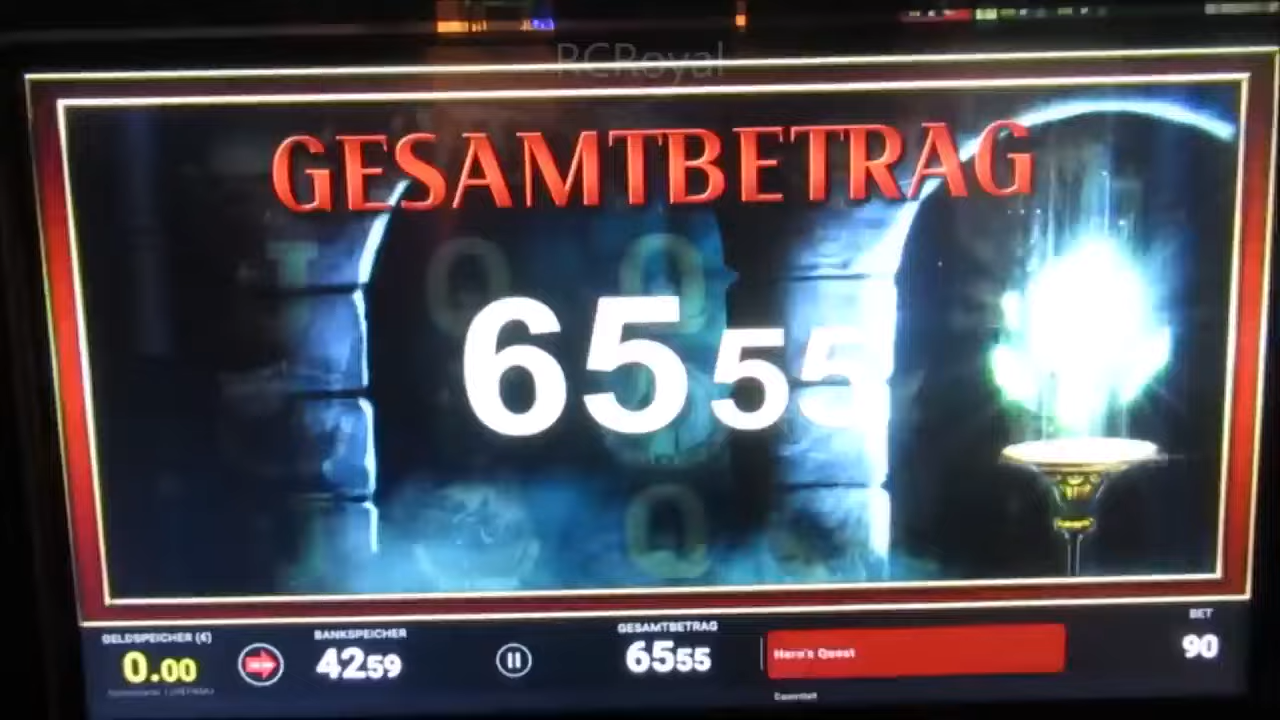 RCRoyal
GESAMTBETRAG
6555
GELDSPEICHER (€)
0.00
BANKSPEICHER
4259
GESAMTBETRAG
6555
Hero's Quest
BET
90